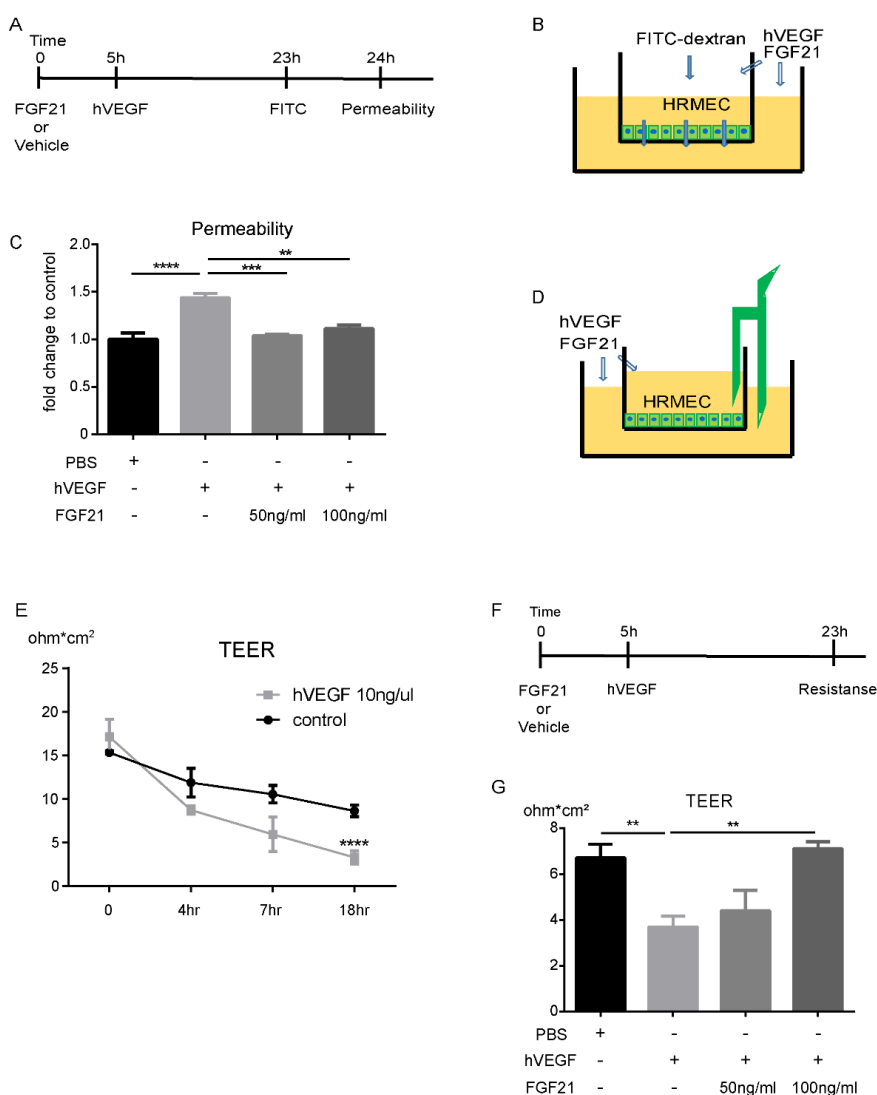 A
Time
0 5h 23h 24h
FGF21 hVEGF FITC Permeability
or
Vehicle
B
FITC-dextran hVEGF
FGF21
HRMEC
C
Permeability
fold change to control
2.0
1.5
1.0
0.5
0
**** *** **
PBS + - - -
hVEGF - + + +
FGF21 - - 50ng/ml 100ng/ml
D
hVEGF
FGF21
HRMEC
E
ohm*cm²
TEER
25
20
15
10
5
0
hVEGF 10ng/ul
control
****
0 4hr 7hr 18hr
F
Time
0 5h 23h
FGF21 hVEGF Resistanse
or
Vehicle
G
ohm*cm²
TEER
8
6
4
2
0
** **
PBS + - - -
hVEGF - + + +
FGF21 - - 50ng/ml 100ng/ml